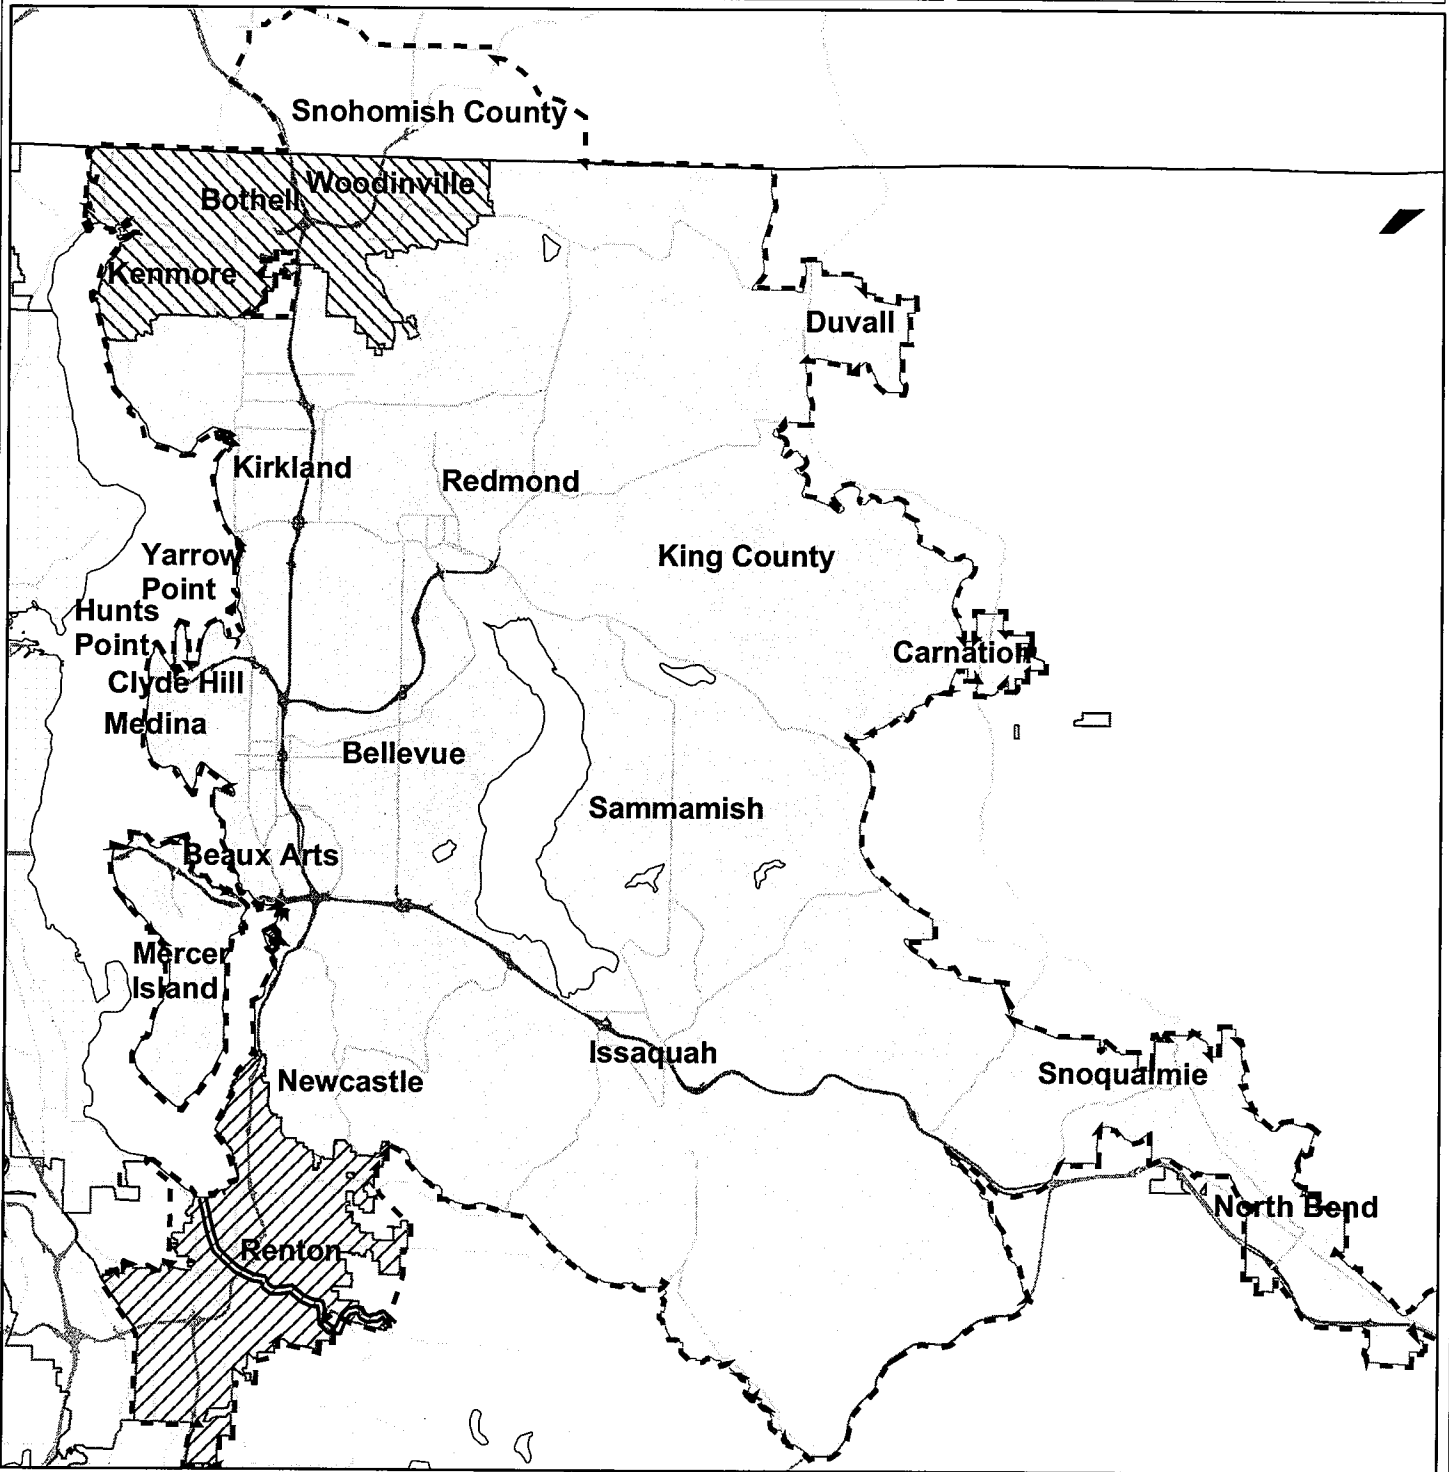 Snohomish County
Woodinville
Bothell
Kenmore
Duvall
Kirkland
Redmond
Yarrow
Point
King County
Hunts
Point
Carnation
Clyde Hill
Medina
Bellevue
Sammamish
Beaux Arts
Mercer
Island
Issaquah
Newcastle
Snoqualmie
North Bend
Renton